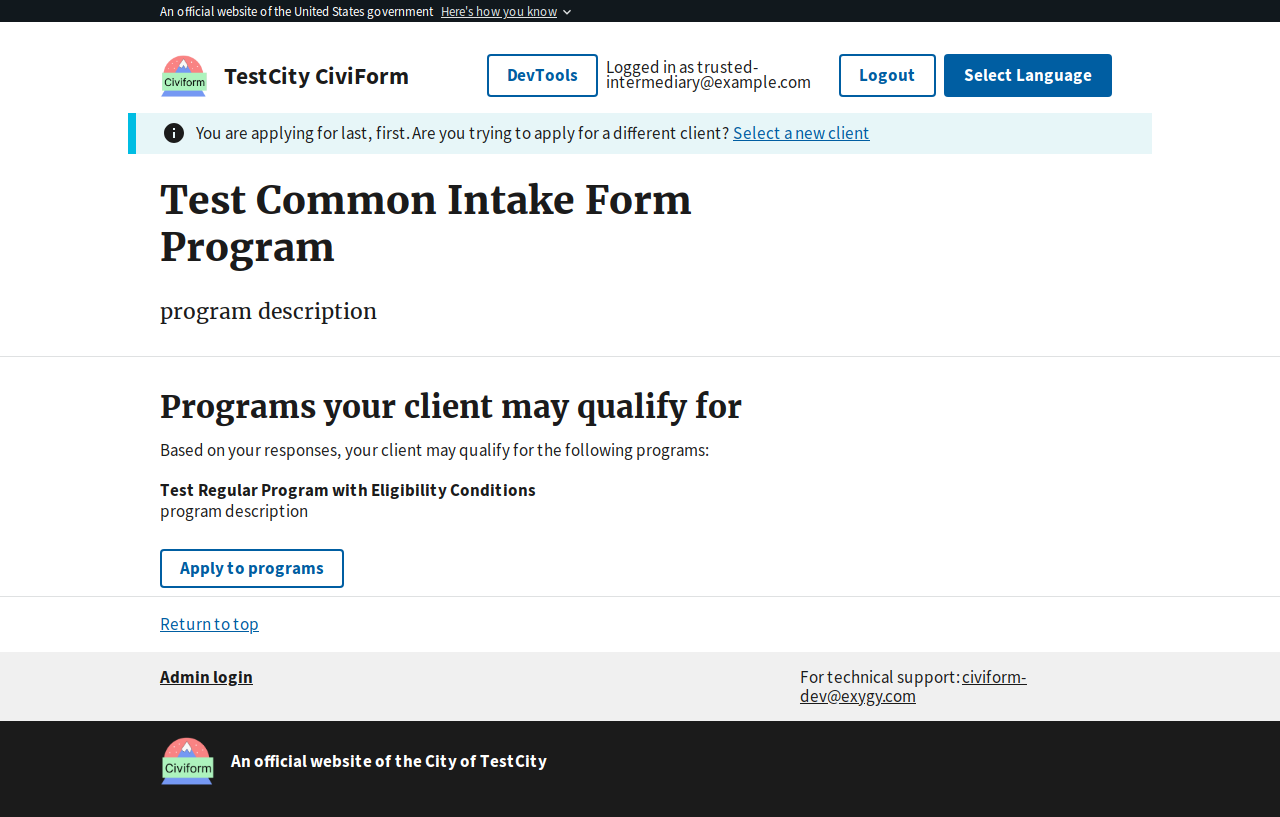 An official website of the United States government Here's how you know
Civiform
TestCity CiviForm
DevTools
Logged in as trusted-
intermediary@example.com
Logout
Select Language
You are applying for last, first. Are you trying to apply for a different client? Select a new client
Test Common Intake Form
Program
program description
Programs your client may qualify for
Based on your responses, your client may qualify for the following programs:
Test Regular Program with Eligibility Conditions
program description
Apply to programs
Return to top
Admin login
For technical support: civiform-
dev@exygy.com
Civiform
An official website of the City of TestCity